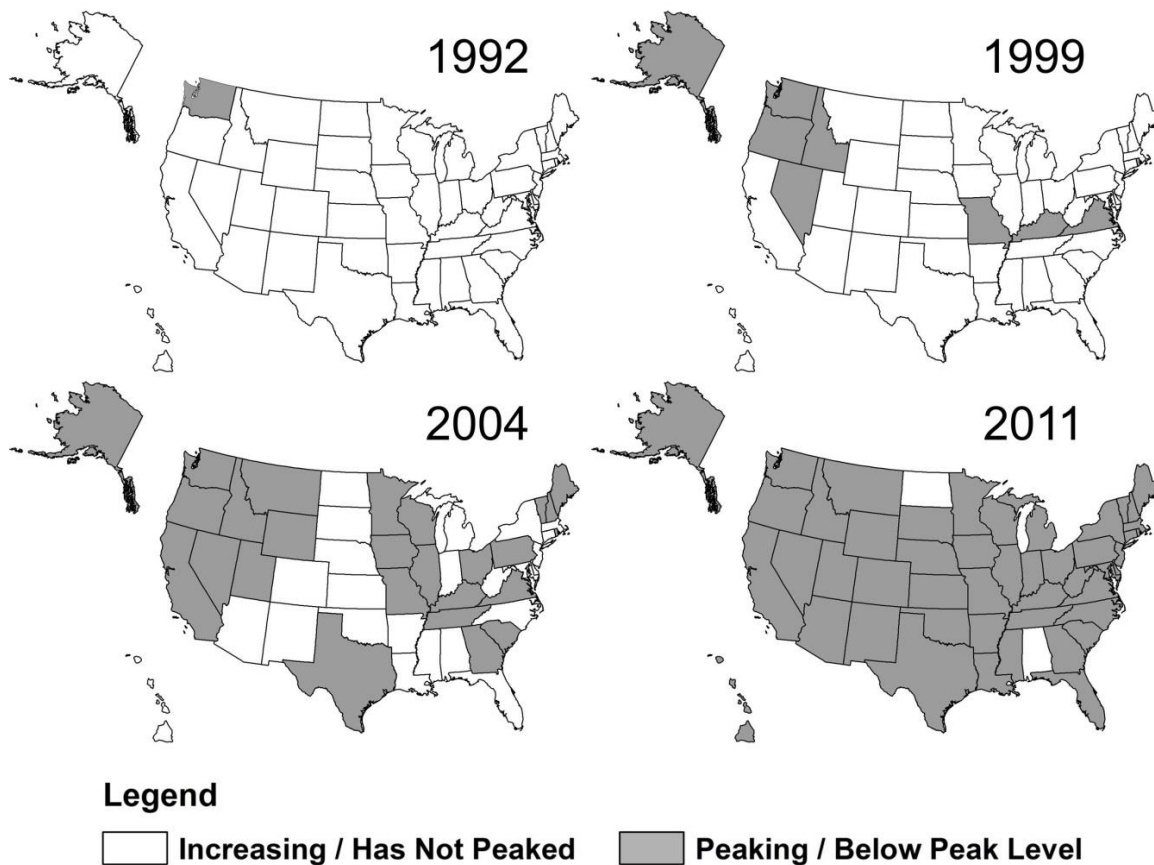 1992
1999
2004
2011
Legend
Increasing / Has Not Peaked
Peaking / Below Peak Level